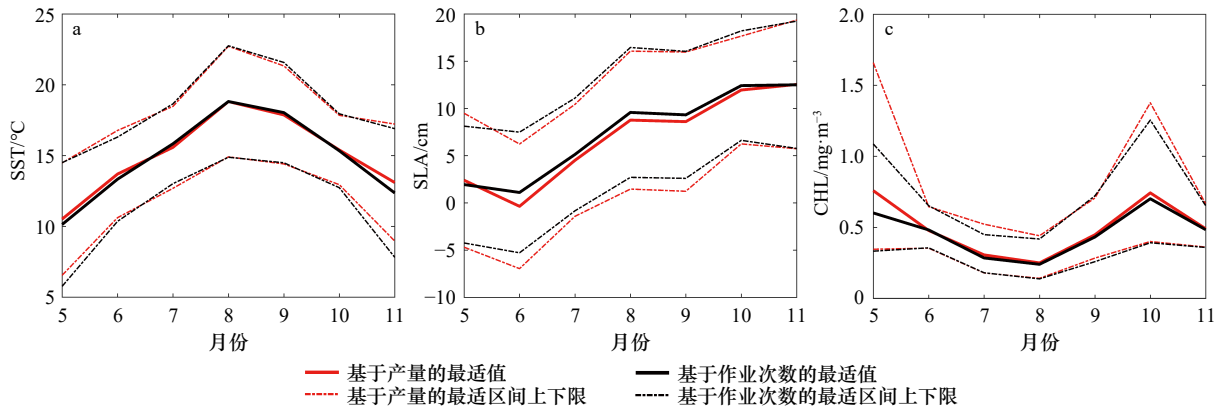 a
25
20
15
10
5
SST/°C
5 6 7 8 9 10 11
月份
b
20
15
10
5
0
−5
−10
SLA/cm
5 6 7 8 9 10 11
月份
c
2.0
1.5
1.0
0.5
0
CHL/mg·m⁻³
5 6 7 8 9 10 11
月份
基于产量的最适值
基于作业次数的最适值
基于产量的最适区间上下限
基于作业次数的最适区间上下限